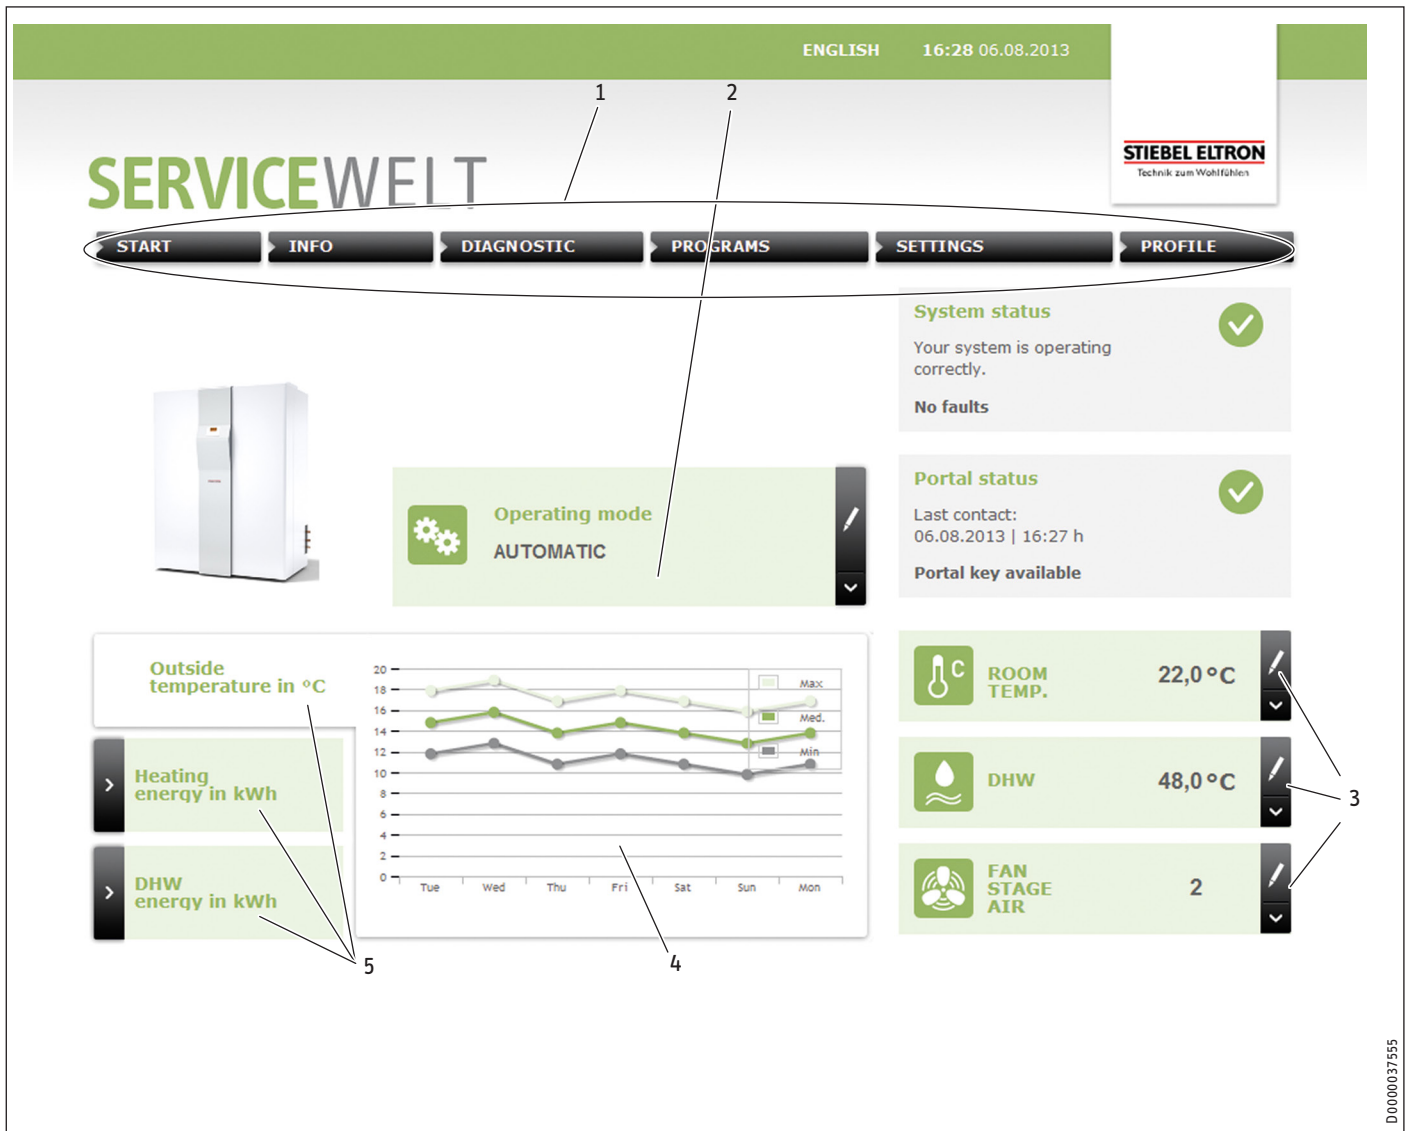 ENGLISH 16:28 06.08.2013
1 2
STIEBEL ELTRON
Technik zum Wohlfühlen
SERVICEWELT
START INFO DIAGNOSTIC PROGRAMS SETTINGS PROFILE
System status
Your system is operating
correctly.
No faults
Operating mode
AUTOMATIC
Portal status
Last contact:
06.08.2013 | 16:27 h
Portal key available
Outside
temperature in °C
Heating
energy in kWh
DHW
energy in kWh
20
18
16
14
12
10
8
6
4
2
0
Max
Med.
Min
Tue Wed Thu Fri Sat Sun Mon
ROOM
TEMP.
22,0°C
DHW 48,0°C
FAN
STAGE
AIR
2
3
5 4
D0000037555